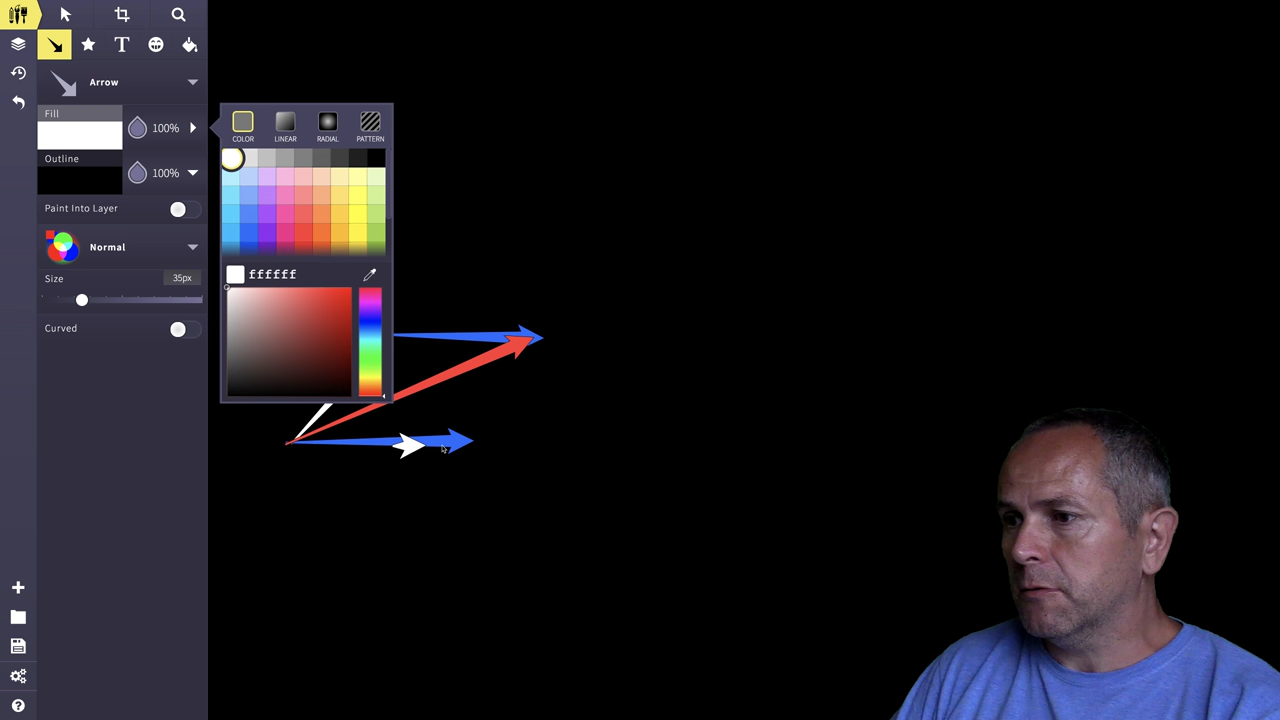 T
Arrow
Fill
100%
COLOR LINEAR RADIAL PATTERN
Outline
100%
Paint Into Layer
Normal
ffffff
Size 35px
Curved